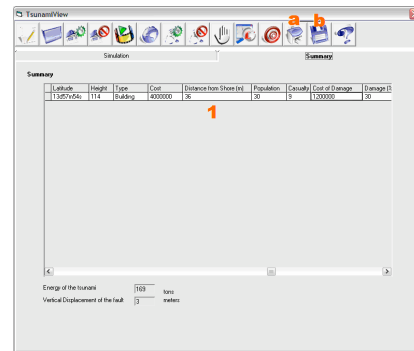 TsunamiView
a b
Simulation Summary
Summary
Latitude Height Type Cost Distance from Shore (m) Population Casualty Cost of Damage Damage (%
13d57m54s 114 Building 4000000 36 30 9 1200000 30
1
Energy of the tsunami 169 tons
Vertical Displacement of the fault 3 meters